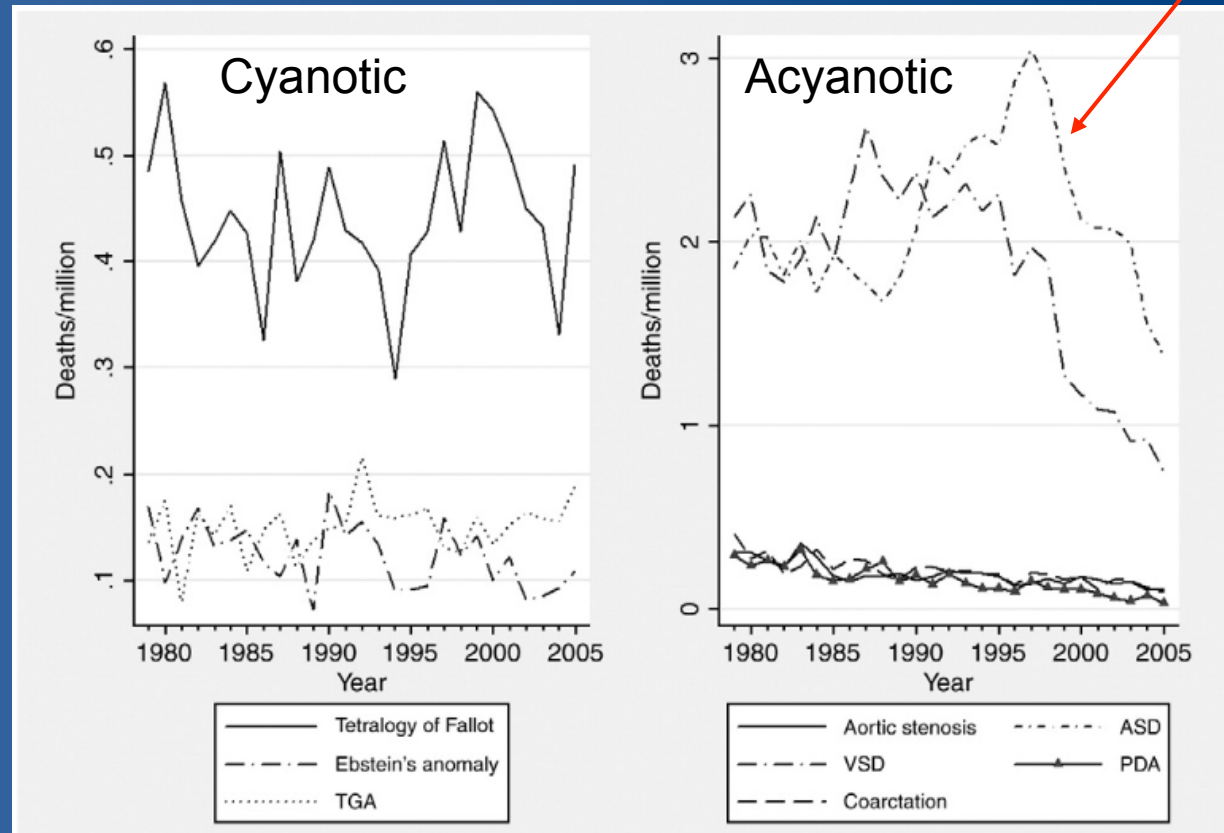 Cyanotic
Deaths/million
.6
.5
.4
.3
.2
.1
1980 1985 1990 1995 2000 2005
Year
Tetralogy of Fallot
Ebstein's anomaly
TGA
Acyanotic
Deaths/million
3
2
1
0
1980 1985 1990 1995 2000 2005
Year
Aortic stenosis ASD
VSD PDA
Coarctation